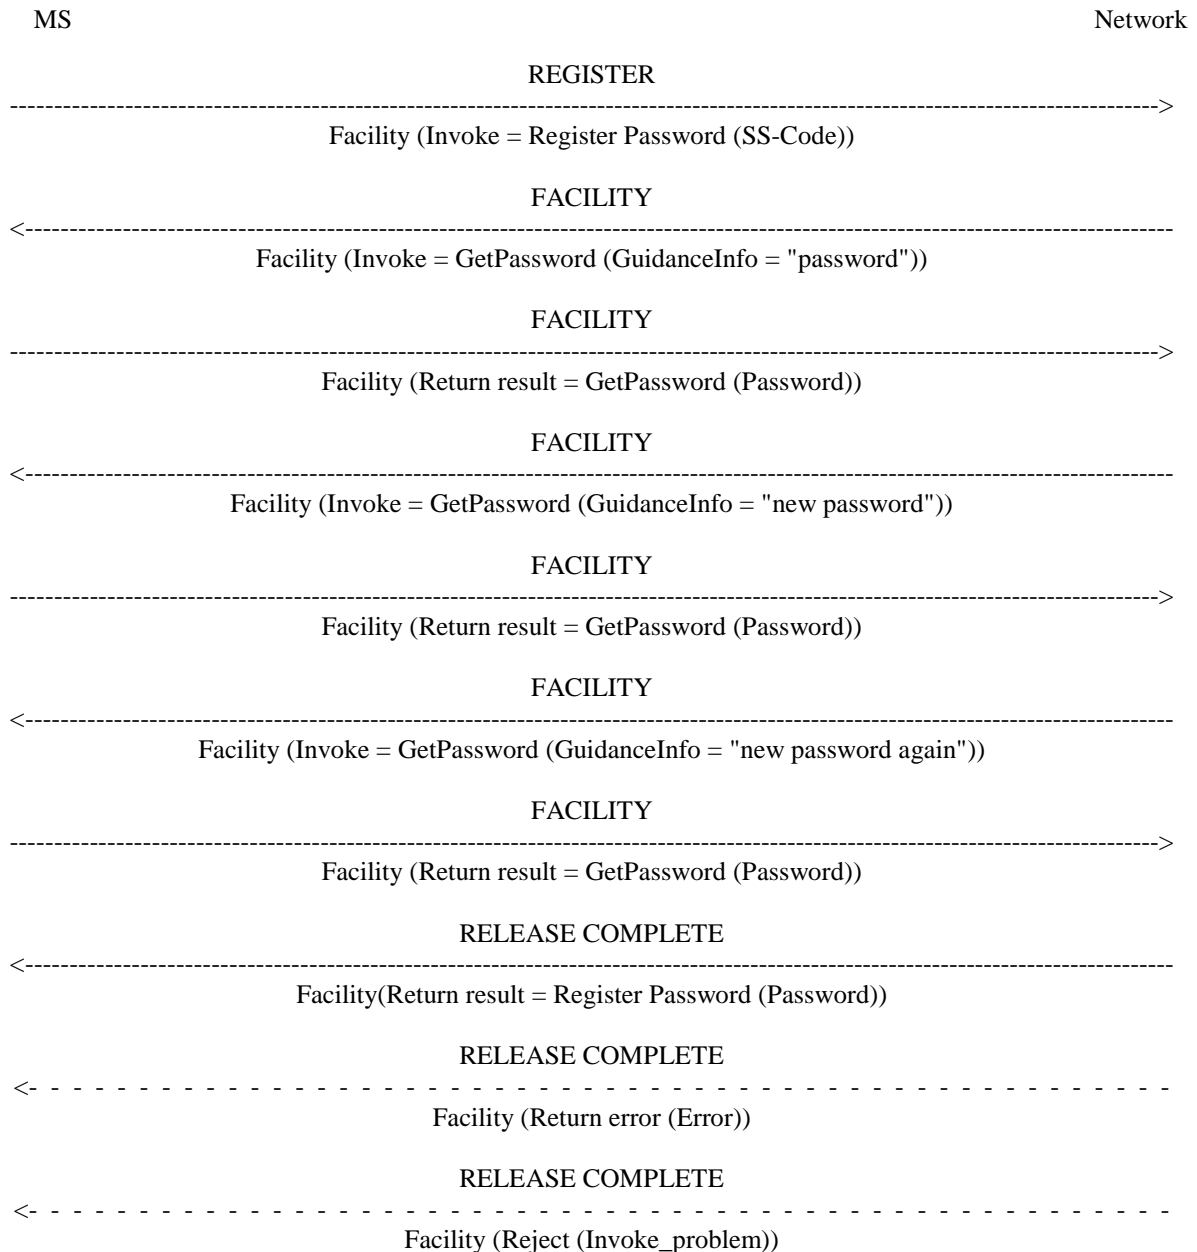 MS Network
REGISTER
------------------------------------------------------------------------------------------------------------------------------------>
Facility (Invoke = Register Password (SS-Code))
FACILITY
<------------------------------------------------------------------------------------------------------------------------------------
Facility (Invoke = GetPassword (GuidanceInfo = "password"))
FACILITY
------------------------------------------------------------------------------------------------------------------------------------>
Facility (Return result = GetPassword (Password))
FACILITY
<------------------------------------------------------------------------------------------------------------------------------------
Facility (Invoke = GetPassword (GuidanceInfo = "new password"))
FACILITY
------------------------------------------------------------------------------------------------------------------------------------>
Facility (Return result = GetPassword (Password))
FACILITY
<------------------------------------------------------------------------------------------------------------------------------------
Facility (Invoke = GetPassword (GuidanceInfo = "new password again"))
FACILITY
------------------------------------------------------------------------------------------------------------------------------------>
Facility (Return result = GetPassword (Password))
RELEASE COMPLETE
<------------------------------------------------------------------------------------------------------------------------------------
Facility(Return result = Register Password (Password))
RELEASE COMPLETE
<- - - - - - - - - - - - - - - - - - - - - - - - - - - - - - - - - - - - - - - - - - - - - - - - - - - -
Facility (Return error (Error))
RELEASE COMPLETE
<- - - - - - - - - - - - - - - - - - - - - - - - - - - - - - - - - - - - - - - - - - - - - - - - - - - -
Facility (Reject (Invoke_problem))